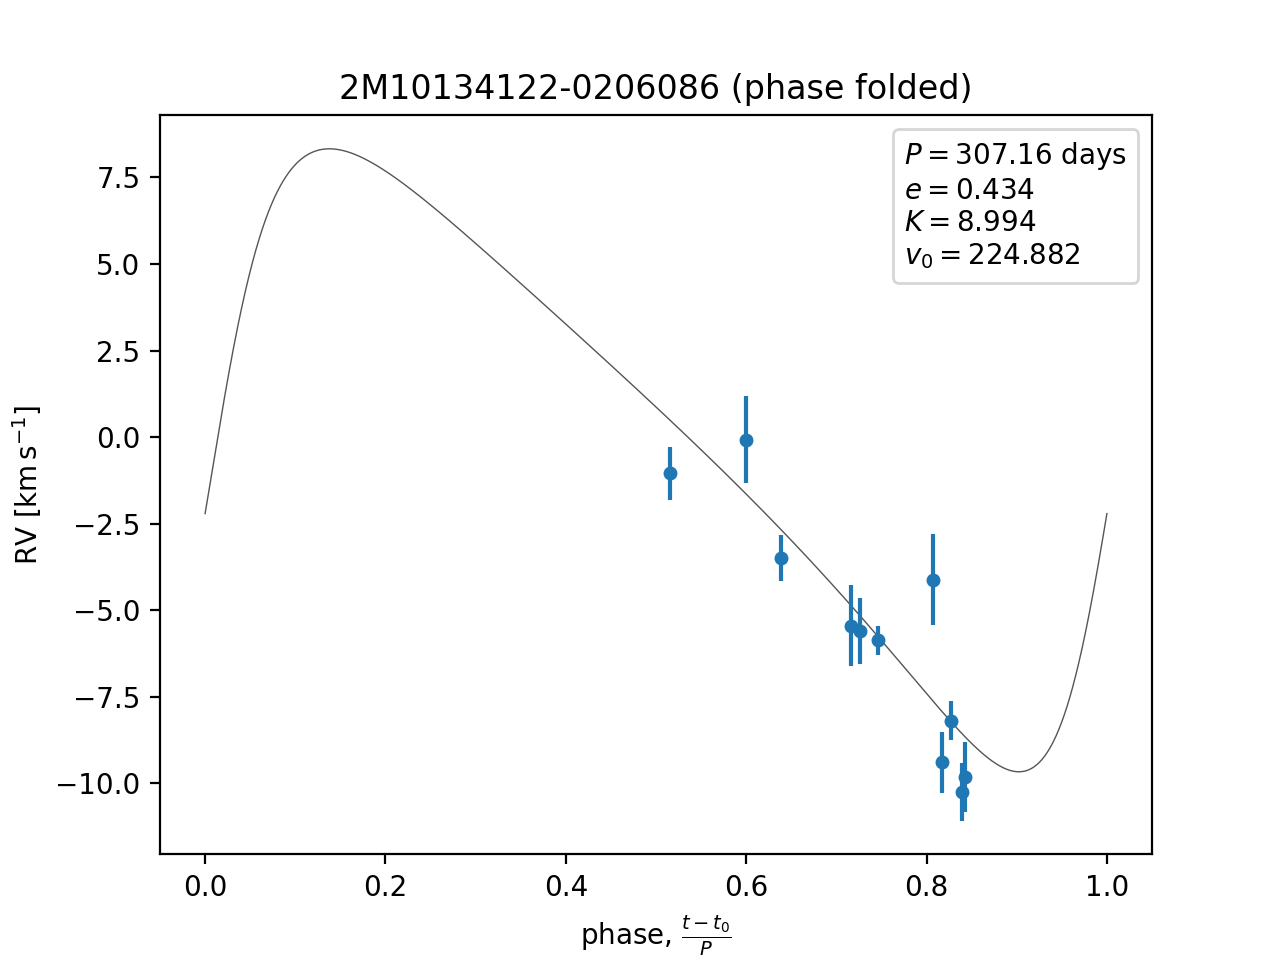 2M10134122-0206086 (phase folded)
P = 307.16 days
e = 0.434
K = 8.994
v₀ = 224.882
RV [km s⁻¹]
7.5
5.0
2.5
0.0
−2.5
−5.0
−7.5
−10.0
0.0 0.2 0.4 0.6 0.8 1.0
phase, (t − t₀)/P